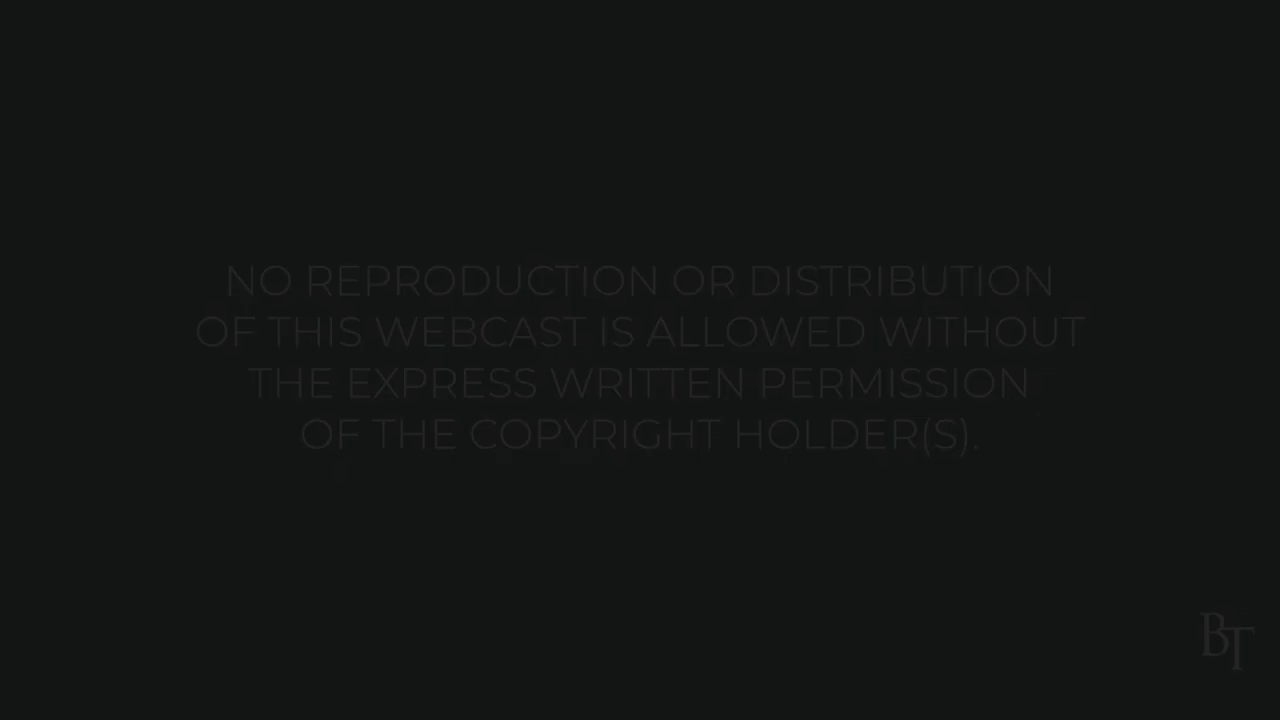 NO REPRODUCTION OR DISTRIBUTION
OF THIS WEBCAST IS ALLOWED WITHOUT
THE EXPRESS WRITTEN PERMISSION
OF THE COPYRIGHT HOLDER(S).
BT